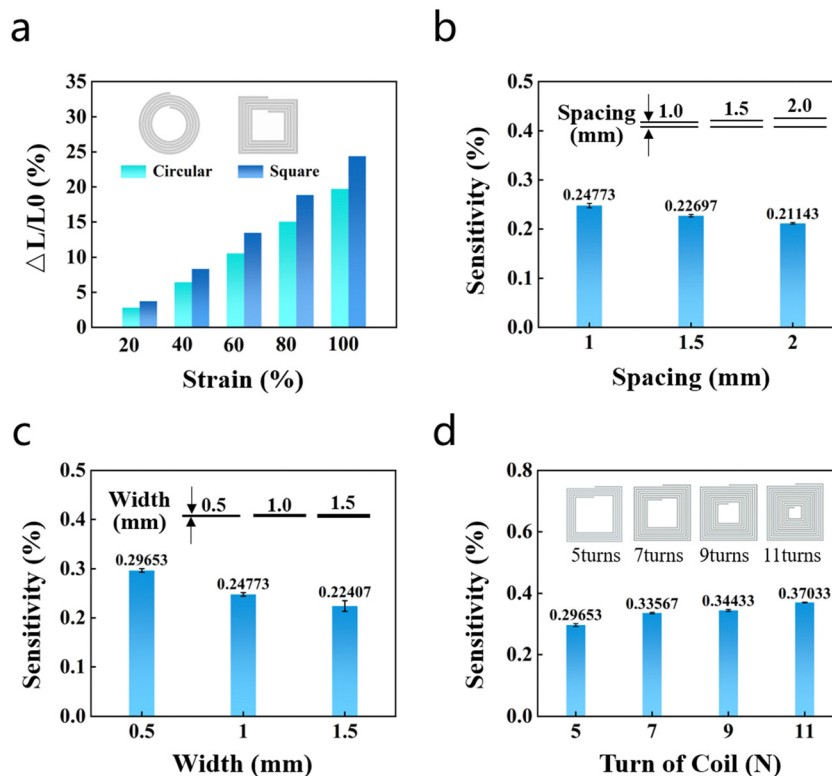 a
35
30
25
20
15
10
5
0
△L/L0 (%)
Circular
Square
20 40 60 80 100
Strain (%)
b
0.5
0.4
0.3
0.2
0.1
0.0
Sensitivity (%)
Spacing
(mm)
1.0 1.5 2.0
0.24773
0.22697
0.21143
1 1.5 2
Spacing (mm)
c
0.5
0.4
0.3
0.2
0.1
0.0
Sensitivity (%)
Width
(mm)
0.5 1.0 1.5
0.29653
0.24773
0.22407
0.5 1 1.5
Width (mm)
d
0.8
0.6
0.4
0.2
0.0
Sensitivity (%)
5turns 7turns 9turns 11turns
0.29653
0.33567
0.34433
0.37033
5 7 9 11
Turn of Coil (N)